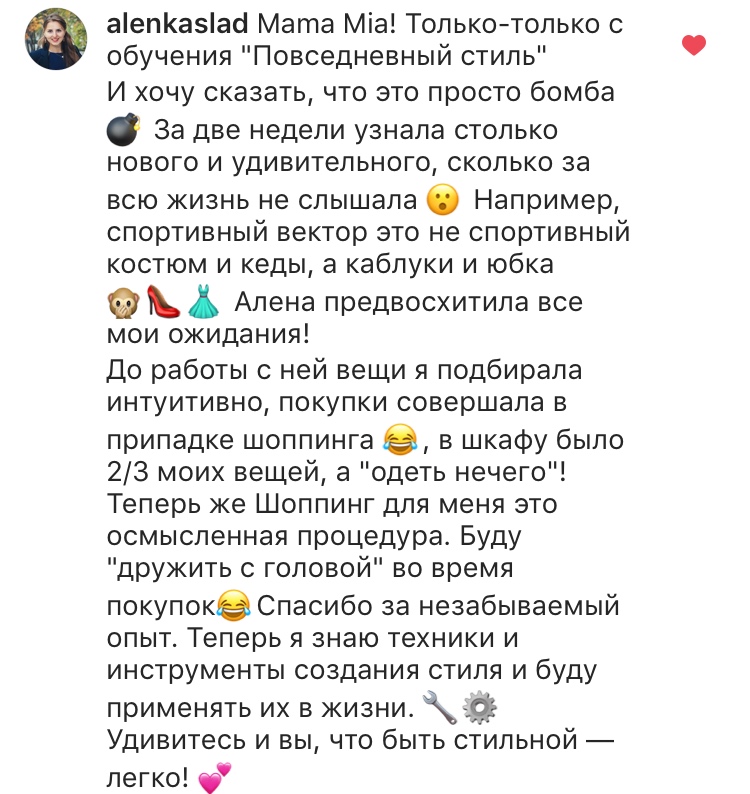 alenkaslad Mama Mia! Только-только с
обучения "Повседневный стиль"
И хочу сказать, что это просто бомба
💣 За две недели узнала столько
нового и удивительного, сколько за
всю жизнь не слышала 😮 Например,
спортивный вектор это не спортивный
костюм и кеды, а каблуки и юбка
🙊👠👗 Алена предвосхитила все
мои ожидания!
До работы с ней вещи я подбирала
интуитивно, покупки совершала в
припадке шоппинга 😂, в шкафу было
2/3 моих вещей, а "одеть нечего"!
Теперь же Шоппинг для меня это
осмысленная процедура. Буду
"дружить с головой" во время
покупок😂 Спасибо за незабываемый
опыт. Теперь я знаю техники и
инструменты создания стиля и буду
применять их в жизни. 🔧⚙️
Удивитесь и вы, что быть стильной —
легко! 💕